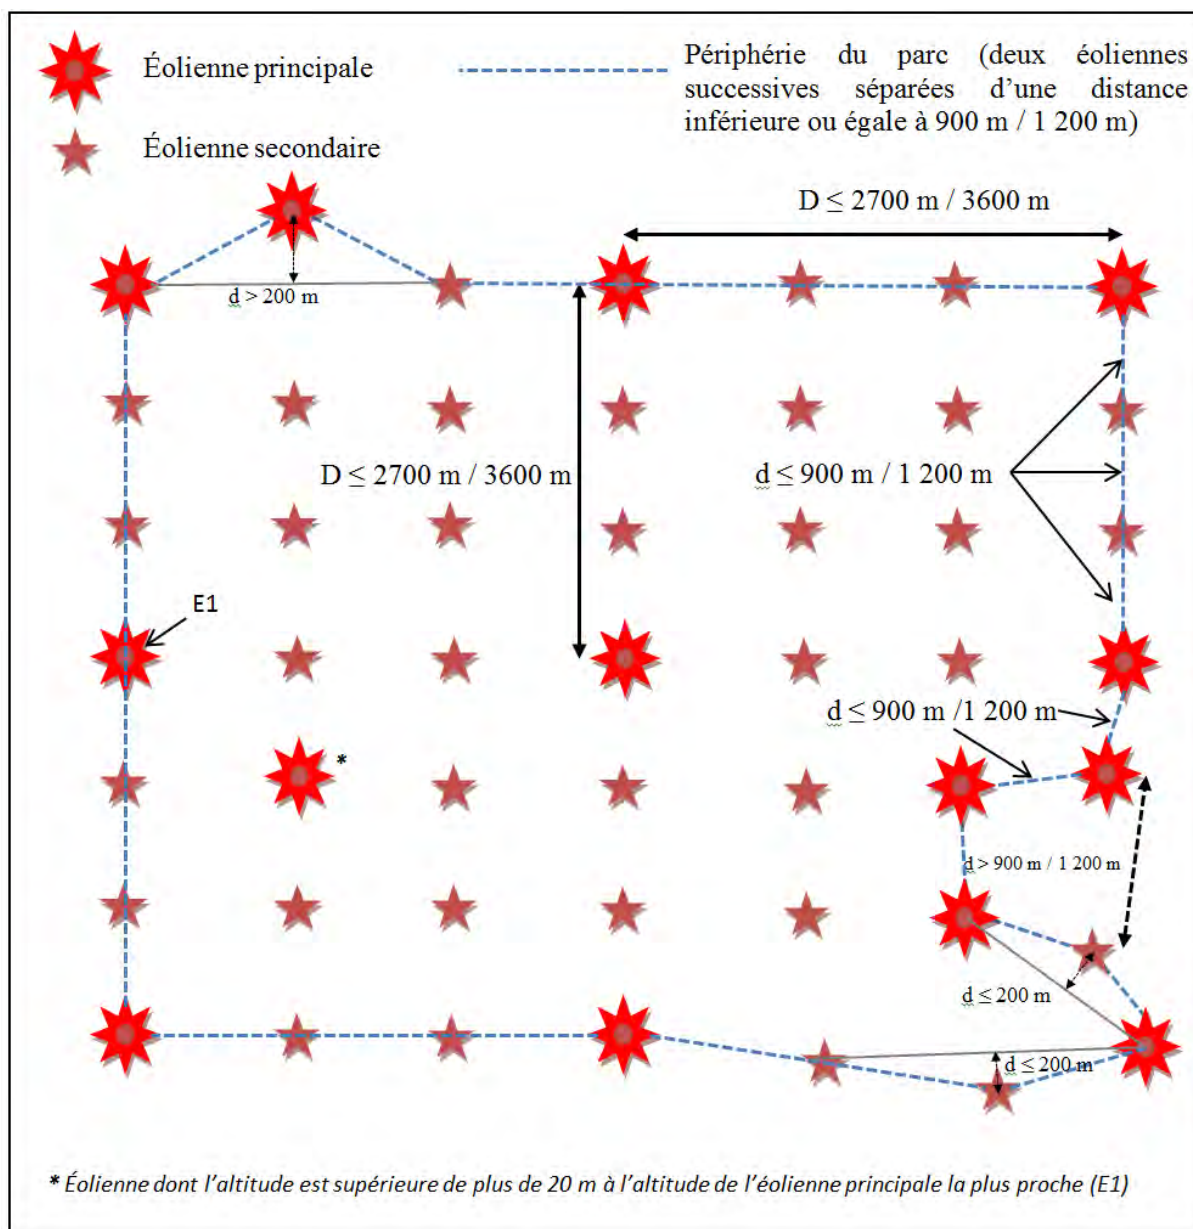 Éolienne principale
Périphérie du parc (deux éoliennes
successives séparées d'une distance
inférieure ou égale à 900 m / 1 200 m)
Éolienne secondaire
D ≤ 2700 m / 3600 m
d > 200 m
D ≤ 2700 m / 3600 m
d ≤ 900 m / 1 200 m
E1
d ≤ 900 m /1 200 m
*
d > 900 m / 1 200 m
d ≤ 200 m
d ≤ 200 m
* Éolienne dont l'altitude est supérieure de plus de 20 m à l'altitude de l'éolienne principale la plus proche (E1)